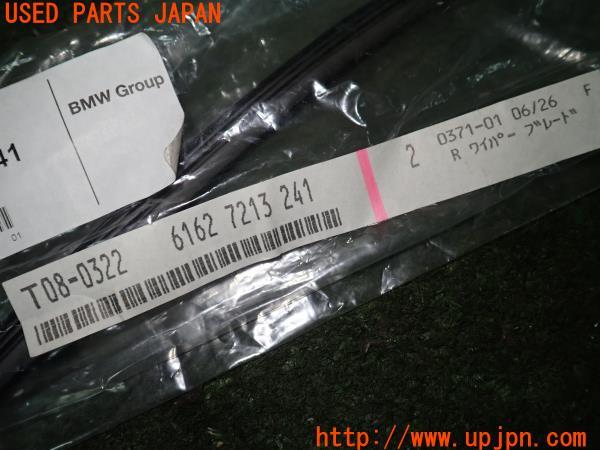 USED PARTS JAPAN
BMW Group
41
01
T08-0322 6162 7213 241
2 0371-01 06/26 F
R ワイパー ブレード
http://www.upjpn.com